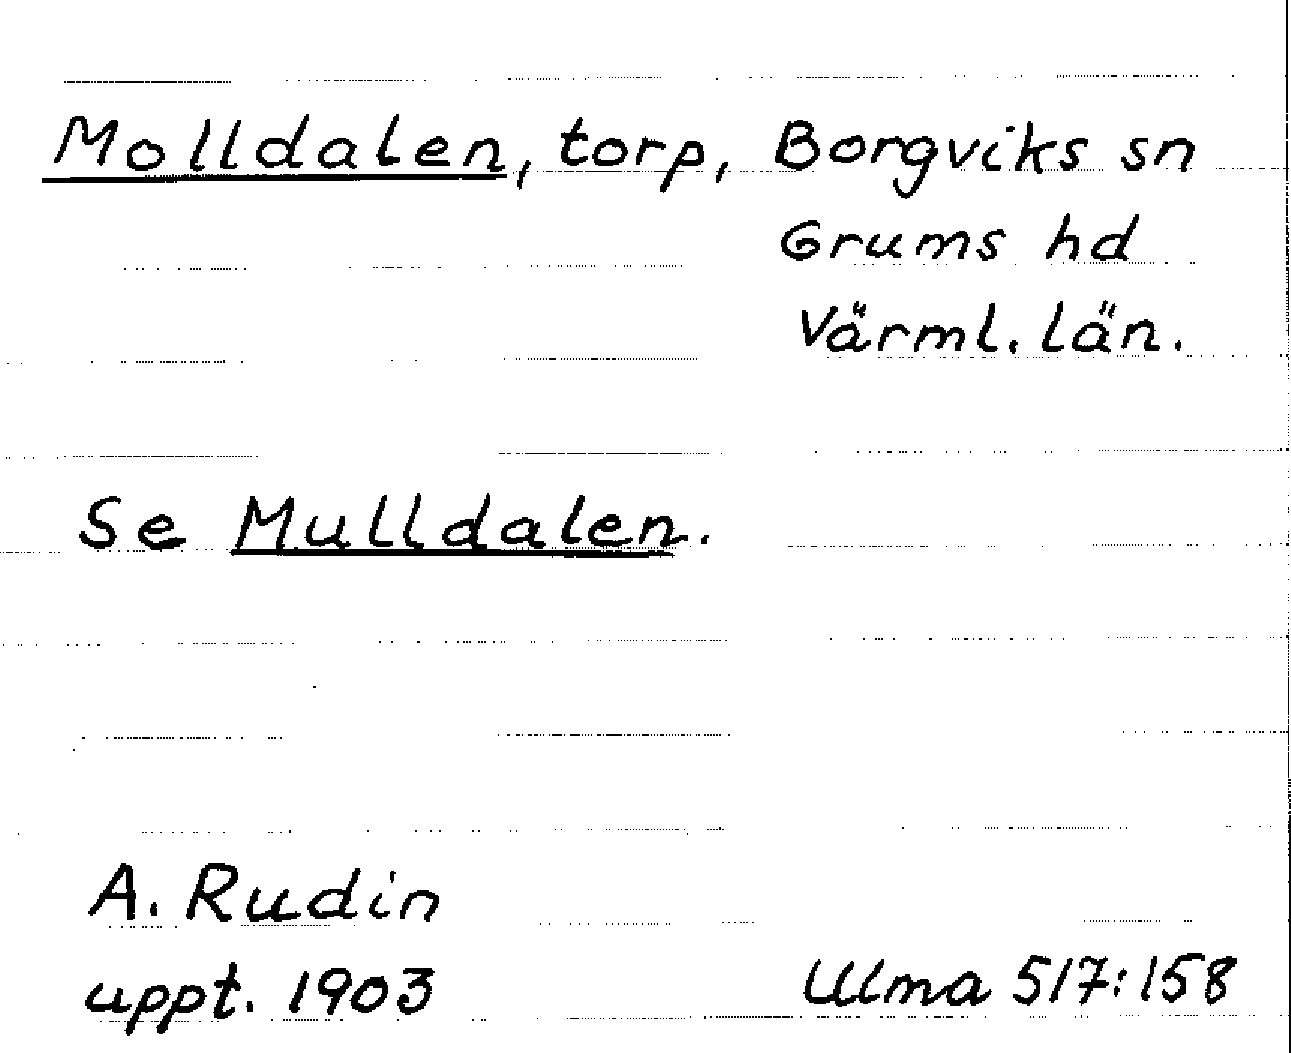 Molldalen, torp, Borgviks sn
Grums hd
Värml. län.
Se Mulldalen.
A. Rudin
uppt. 1903
Ulma 517:158